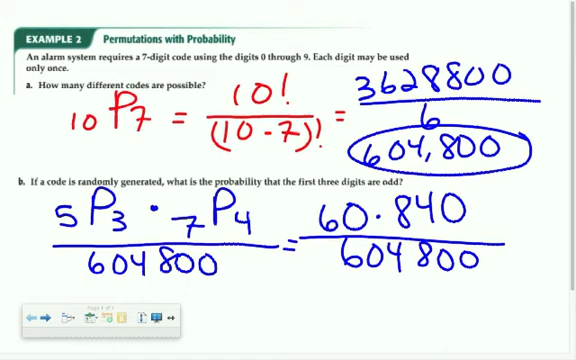 EXAMPLE 2 Permutations with Probability
An alarm system requires a 7-digit code using the digits 0 through 9. Each digit may be used
only once.
a. How many different codes are possible?
10P7 = 10! / (10 - 7)! = 3628800 / 6
604,800
b. If a code is randomly generated, what is the probability that the first three digits are odd?
5P3 · 7P4 / 604800 = 60 · 840 / 604800